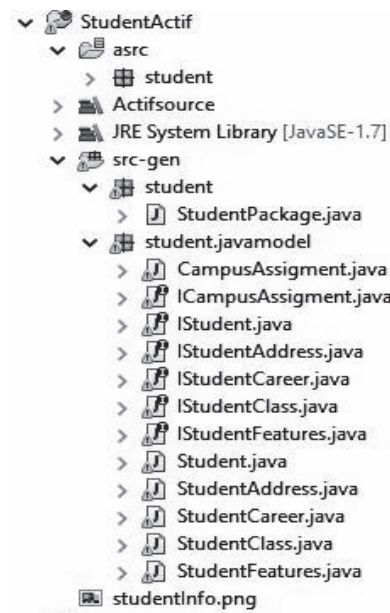 StudentActif
asrc
student
Actifsource
JRE System Library [JavaSE-1.7]
src-gen
student
StudentPackage.java
student.javamodel
CampusAssigment.java
ICampusAssigment.java
IStudent.java
IStudentAddress.java
IStudentCareer.java
IStudentClass.java
IStudentFeatures.java
Student.java
StudentAddress.java
StudentCareer.java
StudentClass.java
StudentFeatures.java
studentInfo.png